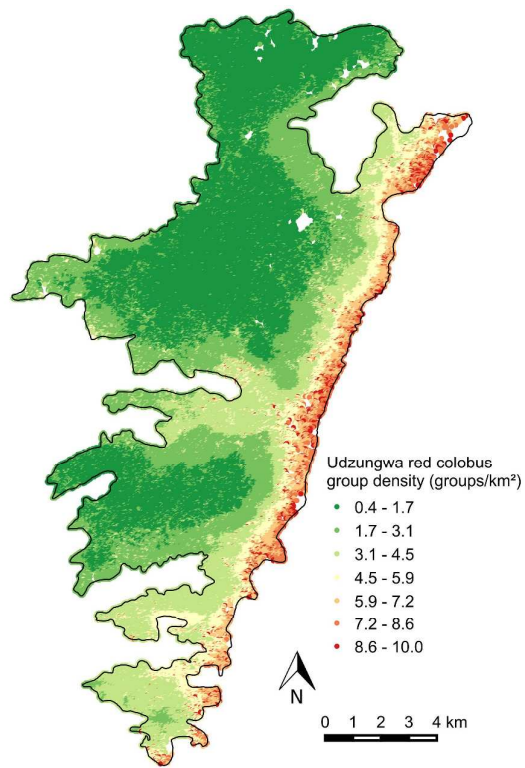 Udzungwa red colobus
group density (groups/km²)
0.4 - 1.7
1.7 - 3.1
3.1 - 4.5
4.5 - 5.9
5.9 - 7.2
7.2 - 8.6
8.6 - 10.0
N
0 1 2 3 4 km